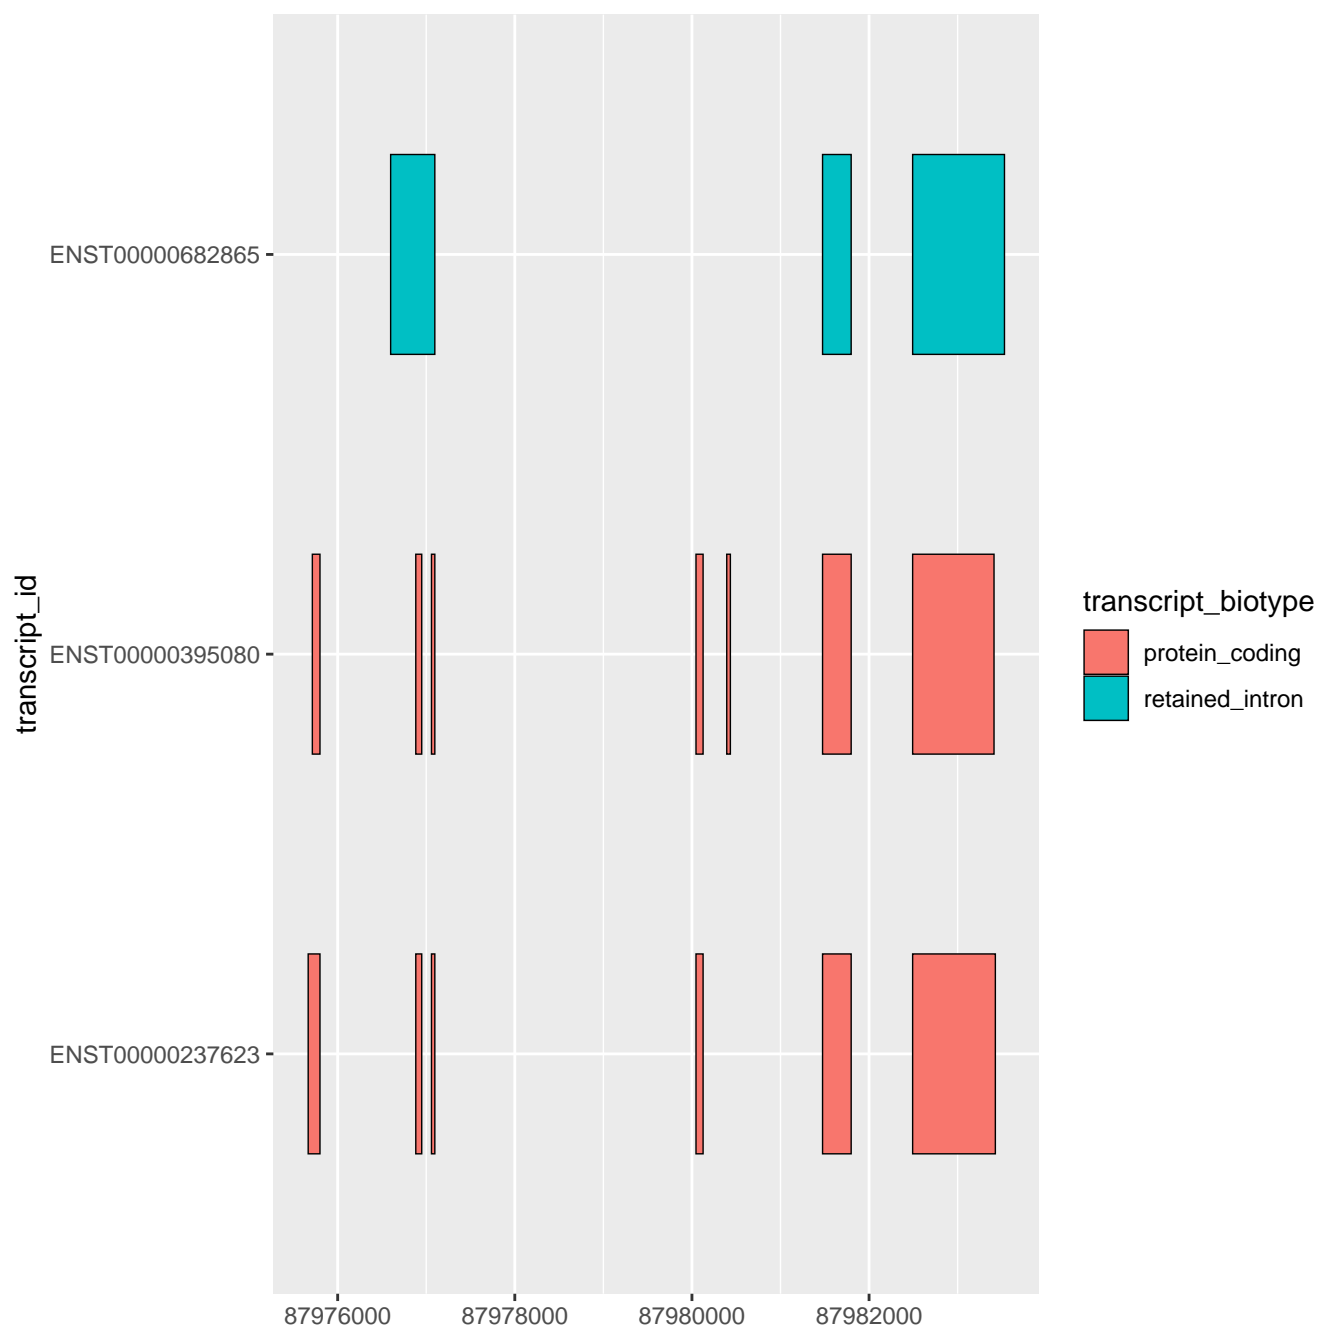 transcript_id
ENST00000682865
ENST00000395080
ENST00000237623
87976000
87978000
87980000
87982000
transcript_biotype
protein_coding
retained_intron